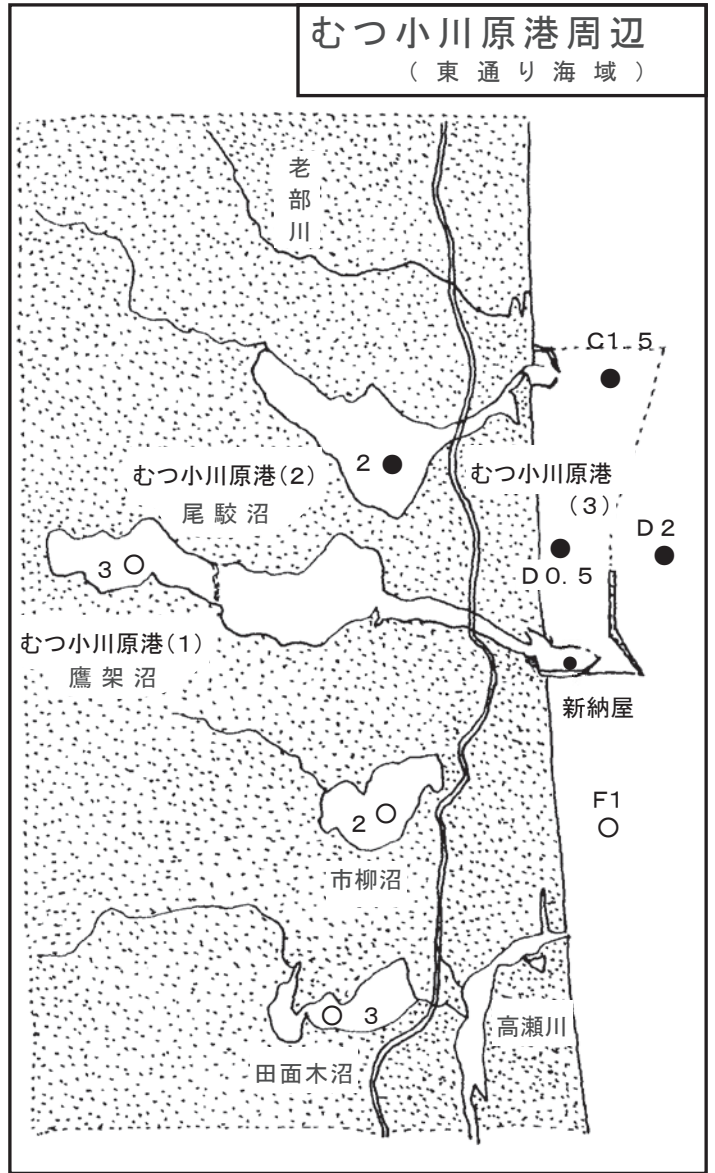 むつ小川原港周辺
(東通り海域)
老部川
C1.5
2
むつ小川原港(2)
尾駮沼
むつ小川原港
(3)
D2
D0.5
3
むつ小川原港(1)
鷹架沼
新納屋
F1
2
市柳沼
3
高瀬川
田面木沼